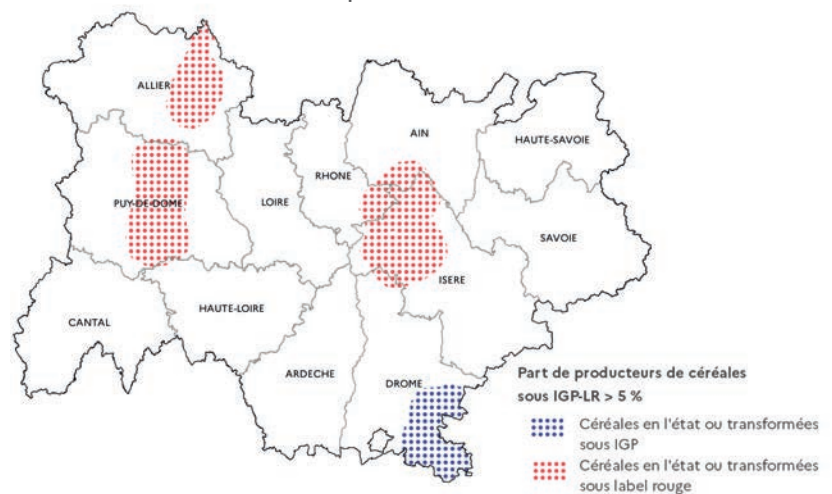 ALLIER
AIN
HAUTE-SAVOIE
RHONE
PUY-DE-DOME
LOIRE
SAVOIE
ISERE
HAUTE-LOIRE
CANTAL
ARDECHE
DROME
Part de producteurs de céréales
sous IGP-LR > 5 %
Céréales en l'état ou transformées
sous IGP
Céréales en l'état ou transformées
sous label rouge